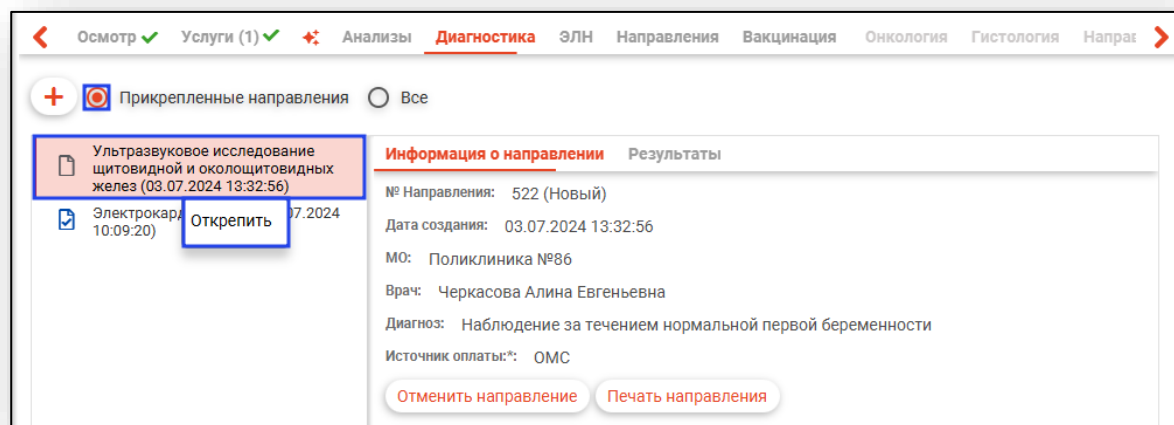 Осмотр Услуги (1) Анализы Диагностика ЭЛН Направления Вакцинация Онкология Гистология
Прикрепленные направления Все
Ультразвуковое исследование
щитовидной и околощитовидных
желез (03.07.2024 13:32:56)
07.2024
10:09:20)
Открепить
Информация о направлении Результаты
№ Направления: 522 (Новый)
Дата создания: 03.07.2024 13:32:56
МО: Поликлиника №86
Врач: Черкасова Алина Евгеньевна
Диагноз: Наблюдение за течением нормальной первой беременности
Источник оплаты:*: ОМС
Отменить направление Печать направления